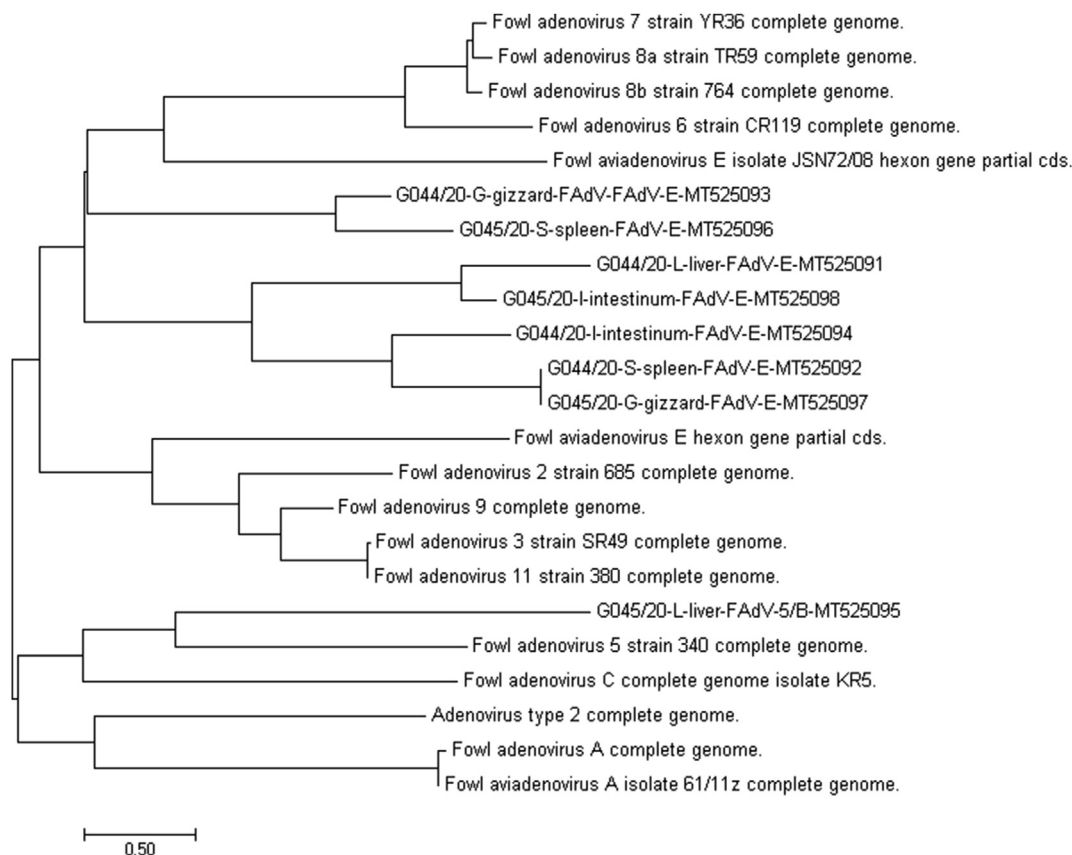 Fowl adenovirus 7 strain YR36 complete genome.
Fowl adenovirus 8a strain TR59 complete genome.
Fowl adenovirus 8b strain 764 complete genome.
Fowl adenovirus 6 strain CR119 complete genome.
Fowl aviadenovirus E isolate JSN72/08 hexon gene partial cds.
G044/20-G-gizzard-FAdV-FAdV-E-MT525093
G045/20-S-spleen-FAdV-E-MT525096
G044/20-L-liver-FAdV-E-MT525091
G045/20-I-intestinum-FAdV-E-MT525098
G044/20-I-intestinum-FAdV-E-MT525094
G044/20-S-spleen-FAdV-E-MT525092
G045/20-G-gizzard-FAdV-E-MT525097
Fowl aviadenovirus E hexon gene partial cds.
Fowl adenovirus 2 strain 685 complete genome.
Fowl adenovirus 9 complete genome.
Fowl adenovirus 3 strain SR49 complete genome.
Fowl adenovirus 11 strain 380 complete genome.
G045/20-L-liver-FAdV-5/B-MT525095
Fowl adenovirus 5 strain 340 complete genome.
Fowl adenovirus C complete genome isolate KR5.
Adenovirus type 2 complete genome.
Fowl adenovirus A complete genome.
Fowl aviadenovirus A isolate 61/11z complete genome.
0.50